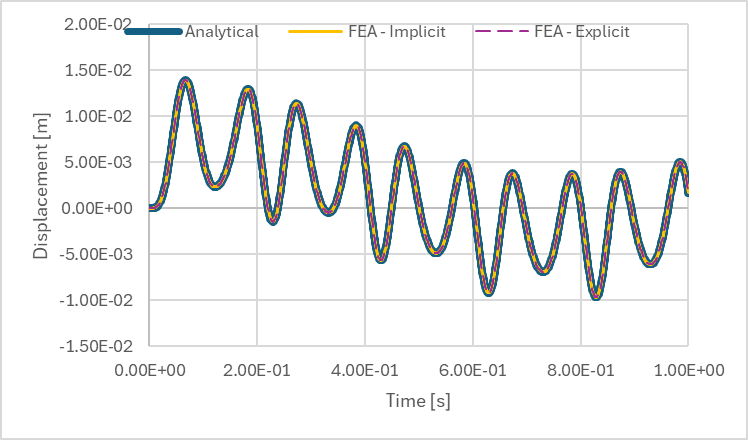 2.00E-02
Analytical FEA - Implicit FEA - Explicit
1.50E-02
1.00E-02
5.00E-03
0.00E+00
-5.00E-03
-1.00E-02
-1.50E-02
Displacement [m]
0.00E+00 2.00E-01 4.00E-01 6.00E-01 8.00E-01 1.00E+00
Time [s]